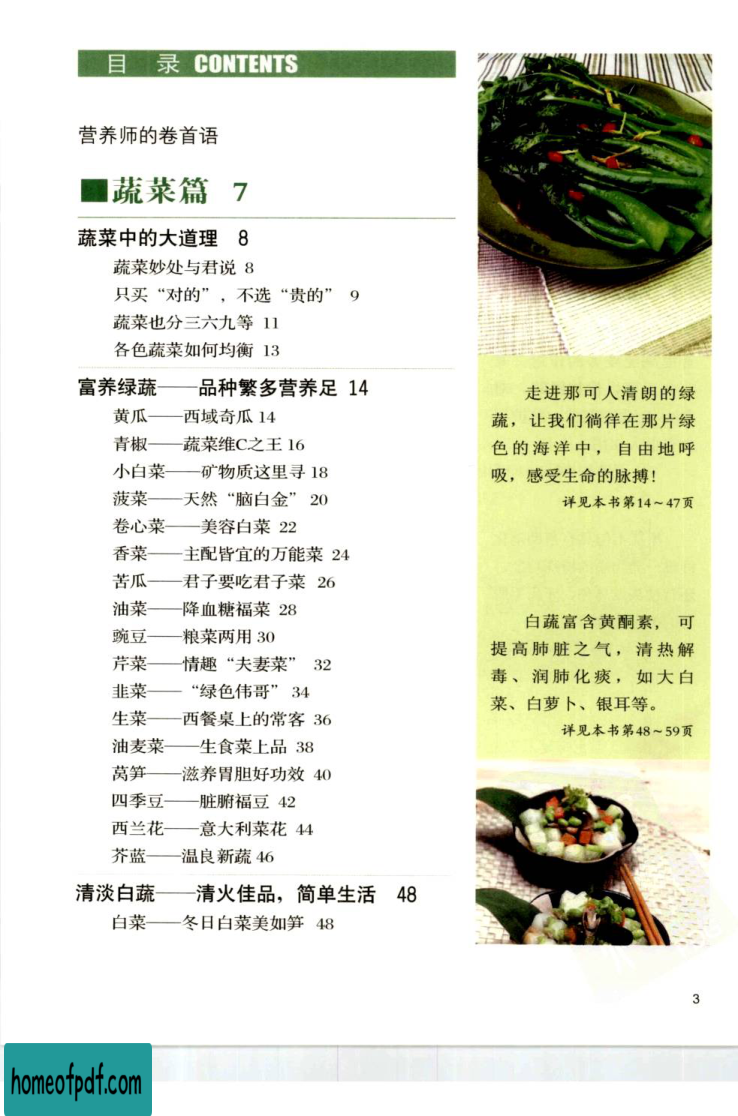 目 录 CONTENTS
营养师的卷首语
■蔬菜篇 7
蔬菜中的大道理 8
蔬菜妙处与君说 8
只买“对的”，不选“贵的” 9
蔬菜也分三六九等 11
各色蔬菜如何均衡 13
富养绿蔬——品种繁多营养足 14
黄瓜——西域奇瓜 14
青椒——蔬菜维C之王 16
小白菜——矿物质这里寻 18
菠菜——天然“脑白金” 20
卷心菜——美容白菜 22
香菜——主配皆宜的万能菜 24
苦瓜——君子要吃君子菜 26
油菜——降血糖福菜 28
豌豆——粮菜两用 30
芹菜——情趣“夫妻菜” 32
韭菜——“绿色伟哥” 34
生菜——西餐桌上的常客 36
油麦菜——生食菜上品 38
莴笋——滋养胃胆好功效 40
四季豆——脏腑福豆 42
西兰花——意大利菜花 44
芥蓝——温良新蔬 46
清淡白蔬——清火佳品，简单生活 48
白菜——冬日白菜美如笋 48
走进那可人清朗的绿
蔬，让我们徜徉在那片绿
色的海洋中，自由地呼
吸，感受生命的脉搏！
详见本书第14～47页
白蔬富含黄酮素，可
提高肺脏之气，清热解
毒、润肺化痰，如大白
菜、白萝卜、银耳等。
详见本书第48～59页
3
homeofpdf.com